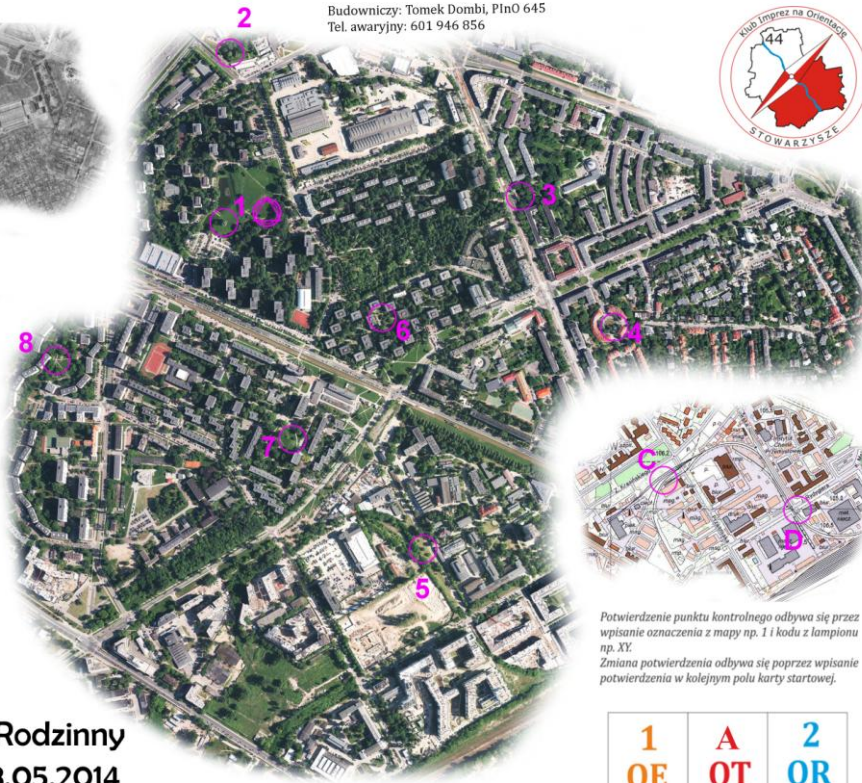 Budowniczy: Tomek Dombi, PInO 645
Tel. awaryjny: 601 946 856
Klub Imprez na Orientację
44
STOWARZYSZE
2
1
3
4
6
8
7
5
C
D
Potwierdzenie punktu kontrolnego odbywa się przez
wpisanie oznaczenia z mapy np. 1 i kodu z lampionu
np. XY.
Zmiana potwierdzenia odbywa się poprzez wpisanie
potwierdzenia w kolejnym polu karty startowej.
Rodzinny
.05.2014
1 A 2
OE OT OR